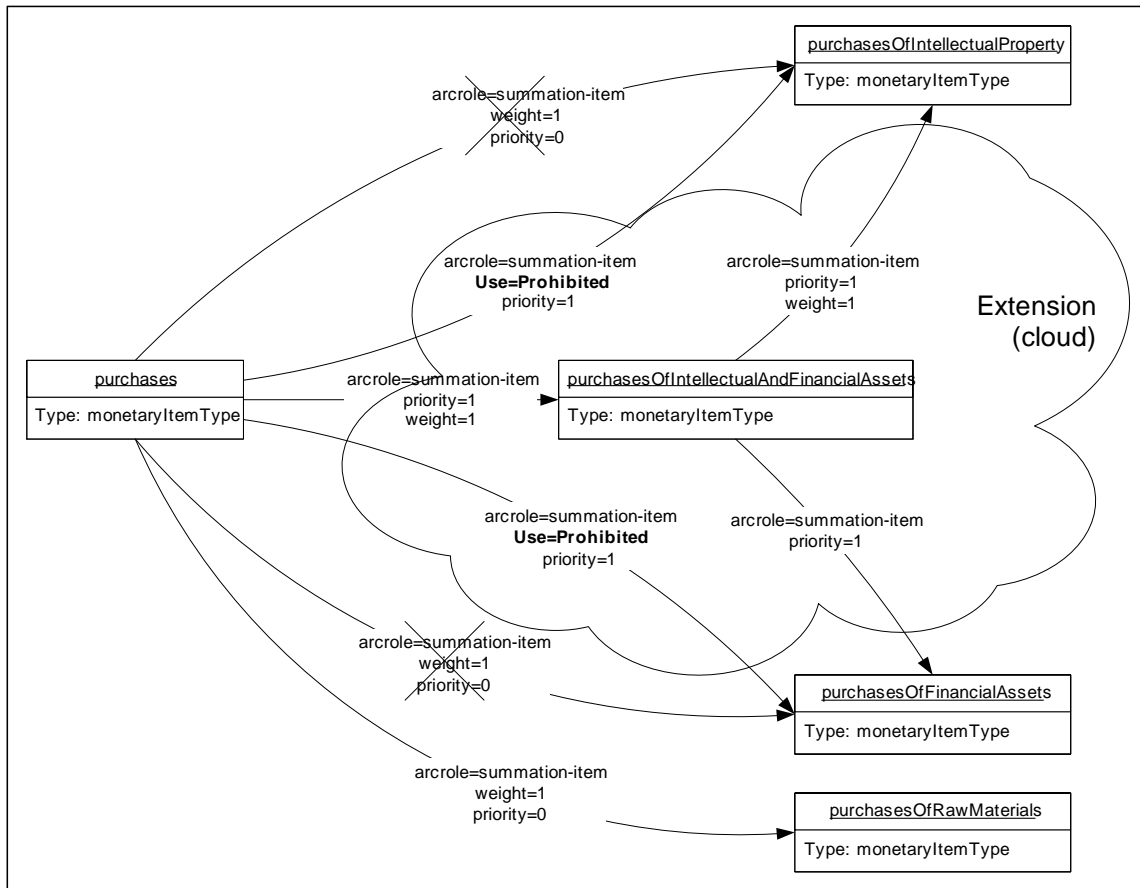 purchasesOfIntellectualProperty
Type: monetaryItemType
arcrole=summation-item
weight=1
priority=0
arcrole=summation-item
Use=Prohibited
priority=1
arcrole=summation-item
priority=1
weight=1
Extension
(cloud)
purchases
Type: monetaryItemType
arcrole=summation-item
priority=1
weight=1
purchasesOfIntellectualAndFinancialAssets
Type: monetaryItemType
arcrole=summation-item
Use=Prohibited
priority=1
arcrole=summation-item
priority=1
arcrole=summation-item
weight=1
priority=0
purchasesOfFinancialAssets
Type: monetaryItemType
arcrole=summation-item
weight=1
priority=0
purchasesOfRawMaterials
Type: monetaryItemType